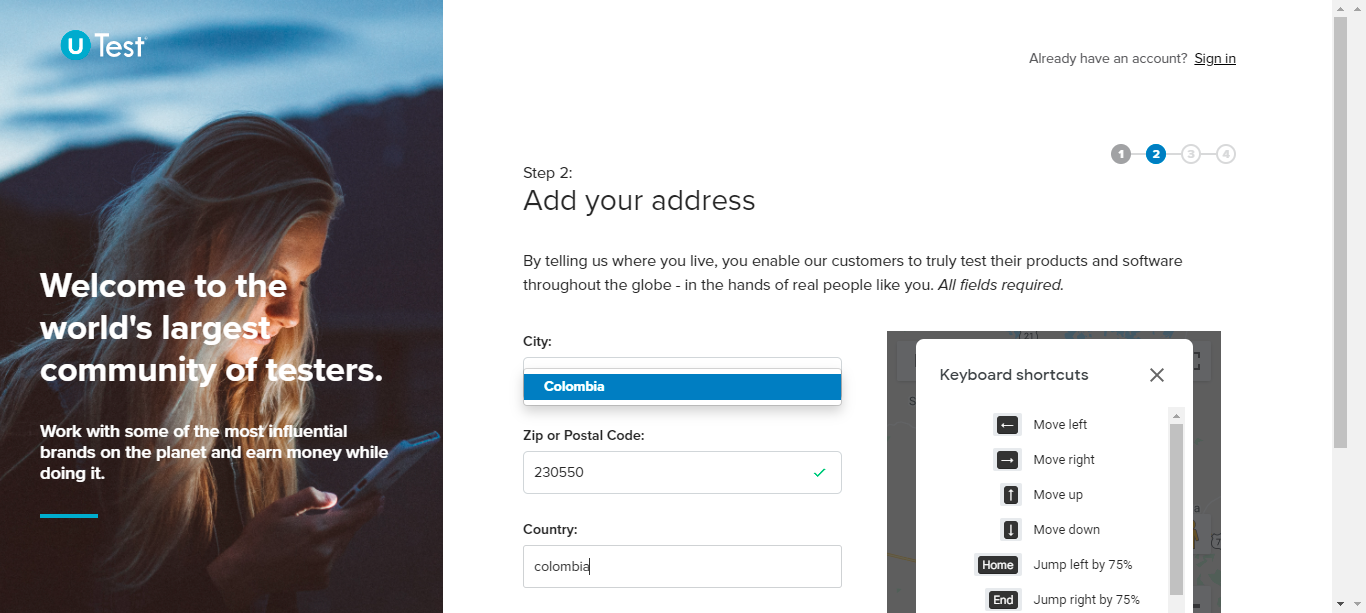 uTest
Welcome to the
world's largest
community of testers.
Work with some of the most influential
brands on the planet and earn money while
doing it.
Already have an account? Sign in
1 2 3 4
Step 2:
Add your address
By telling us where you live, you enable our customers to truly test their products and software
throughout the globe - in the hands of real people like you. All fields required.
City:
Colombia
Zip or Postal Code:
230550
Country:
colombia
(21)
Keyboard shortcuts
← Move left
→ Move right
↑ Move up
↓ Move down
Home Jump left by 75%
End Jump right by 75%